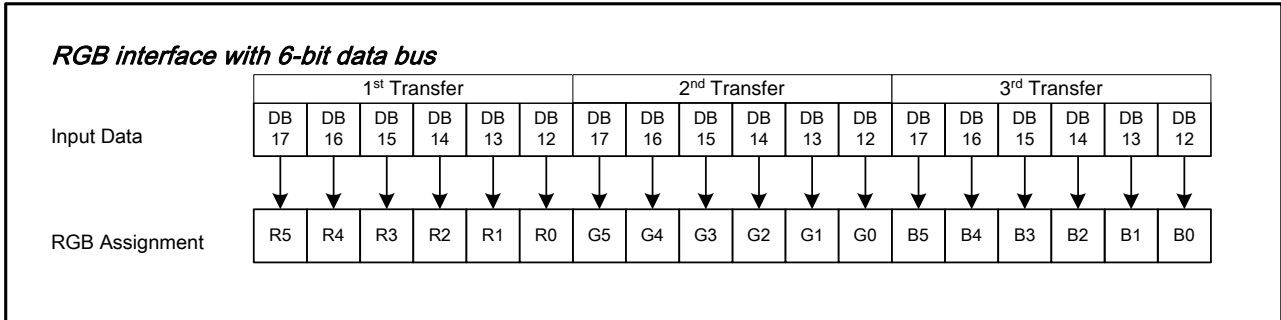 RGB interface with 6-bit data bus
1st Transfer 2nd Transfer 3rd Transfer
Input Data DB 17 DB 16 DB 15 DB 14 DB 13 DB 12 DB 17 DB 16 DB 15 DB 14 DB 13 DB 12 DB 17 DB 16 DB 15 DB 14 DB 13 DB 12
RGB Assignment R5 R4 R3 R2 R1 R0 G5 G4 G3 G2 G1 G0 B5 B4 B3 B2 B1 B0